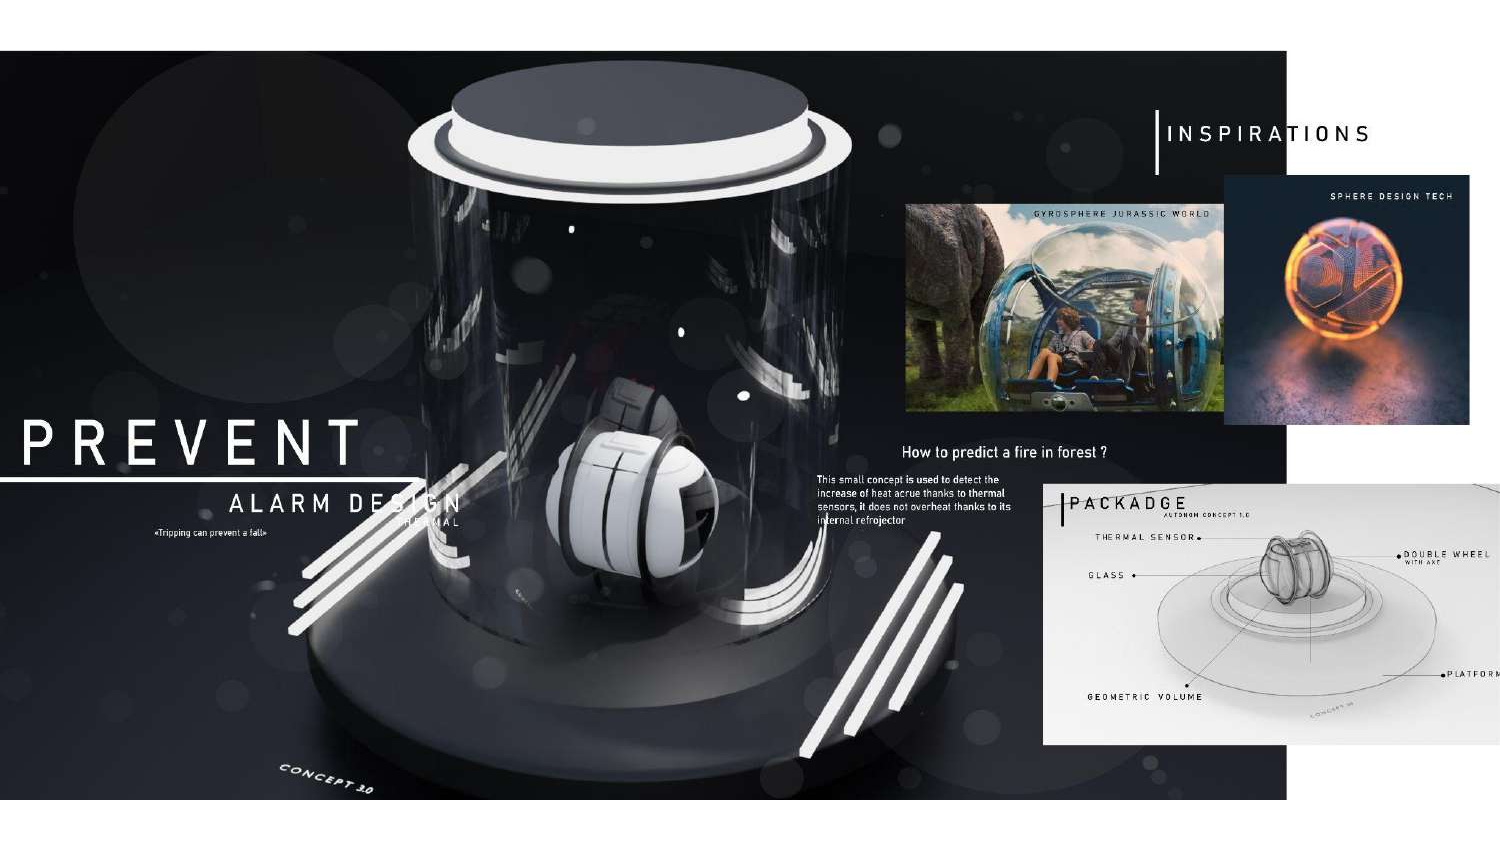 INSPIRATIONS
GYROSPHERE JURASSIC WORLD
SPHERE DESIGN TECH
PREVENT
ALARM DESIGN
THERMAL
«Tripping can prevent a fall»
How to predict a fire in forest ?
This small concept is used to detect the
increase of heat acrue thanks to thermal
sensors, it does not overheat thanks to its
internal refrojector
PACKADGE
AUTONOM CONCEPT 1.0
THERMAL SENSOR
DOUBLE WHEEL
WITH AXE
GLASS
PLATFORM
GEOMETRIC VOLUME
CONCEPT 3.0